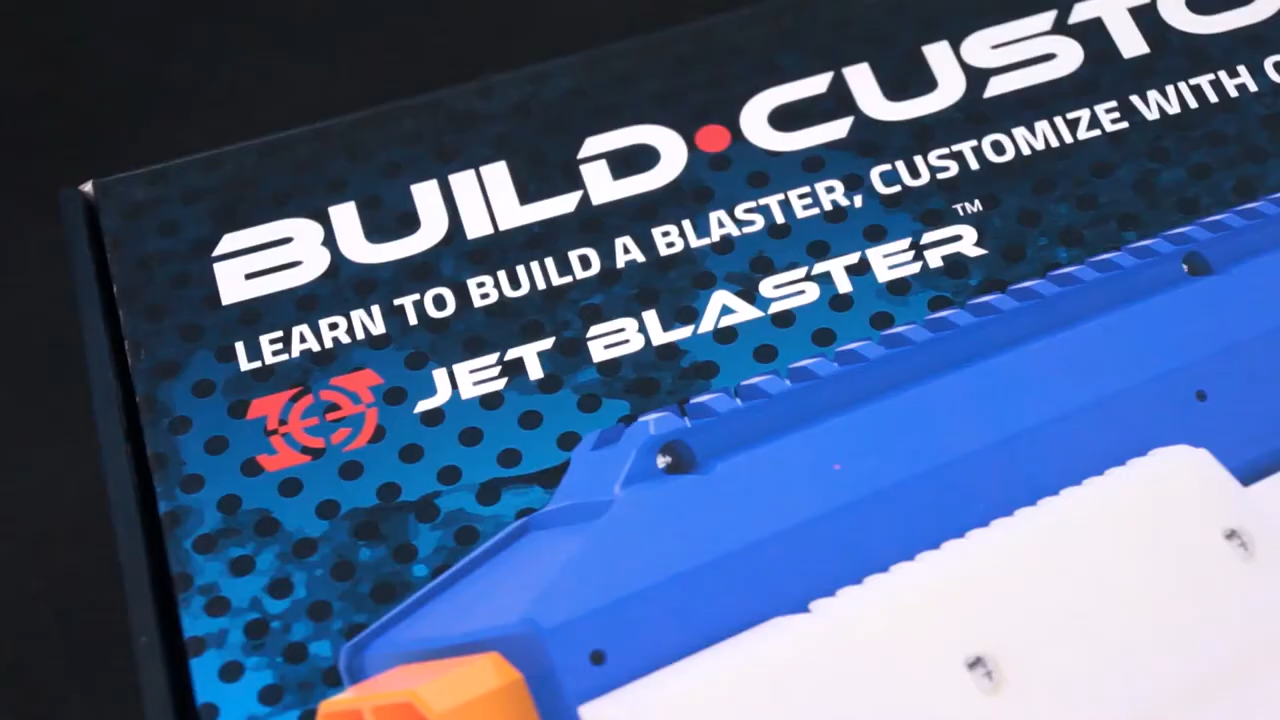 BUILD•CUSTO
LEARN TO BUILD A BLASTER, CUSTOMIZE WITH
JET BLASTER™